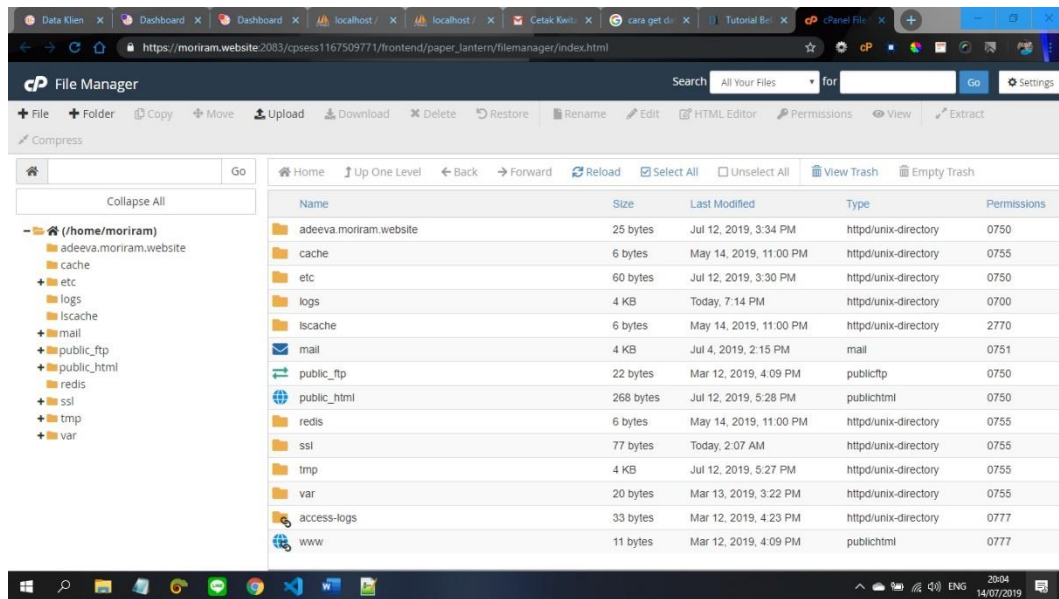 Data Klien
Dashboard
Dashboard
localhost /
localhost /
Cetak Kwita
cara get da
Tutorial Bel
cPanel File
https://moriram.website:2083/cpsess1167509771/frontend/paper_lantern/filemanager/index.html
cP File Manager
Search All Your Files for Go Settings
File Folder Copy Move Upload Download Delete Restore Rename Edit HTML Editor Permissions View Extract
Compress
Go Home Up One Level Back Forward Reload Select All Unselect All View Trash Empty Trash
Collapse All
(/home/moriram)
adeeva.moriram.website
cache
etc
logs
lscache
mail
public_ftp
public_html
redis
ssl
tmp
var
Name Size Last Modified Type Permissions
adeeva.moriram.website 25 bytes Jul 12, 2019, 3:34 PM httpd/unix-directory 0750
cache 6 bytes May 14, 2019, 11:00 PM httpd/unix-directory 0755
etc 60 bytes Jul 12, 2019, 3:30 PM httpd/unix-directory 0750
logs 4 KB Today, 7:14 PM httpd/unix-directory 0700
lscache 6 bytes May 14, 2019, 11:00 PM httpd/unix-directory 2770
mail 4 KB Jul 4, 2019, 2:15 PM mail 0751
public_ftp 22 bytes Mar 12, 2019, 4:09 PM publicftp 0750
public_html 268 bytes Jul 12, 2019, 5:28 PM publichtml 0750
redis 6 bytes May 14, 2019, 11:00 PM httpd/unix-directory 0755
ssl 77 bytes Today, 2:07 AM httpd/unix-directory 0755
tmp 4 KB Jul 12, 2019, 5:27 PM httpd/unix-directory 0755
var 20 bytes Mar 13, 2019, 3:22 PM httpd/unix-directory 0755
access-logs 33 bytes Mar 12, 2019, 4:23 PM httpd/unix-directory 0777
www 11 bytes Mar 12, 2019, 4:09 PM publichtml 0777
ENG
20:04
14/07/2019